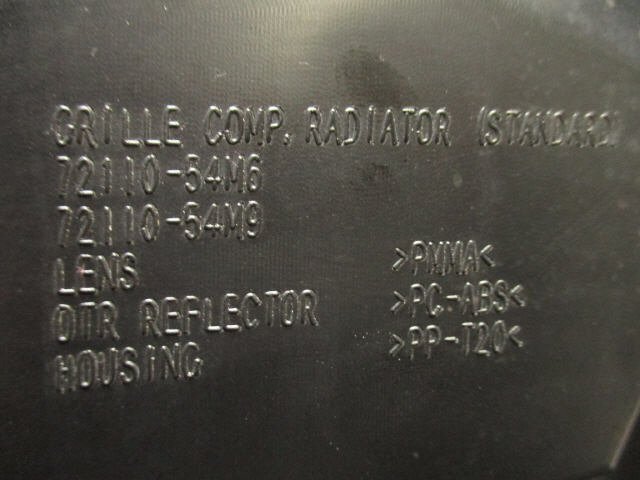 GRILLE COMP, RADIATOR (STANDARD)
72110-54M6
72110-54M9
LENS >PMMA<
OTR REFLECTOR >PC-ABS<
HOUSING >PP-T20<